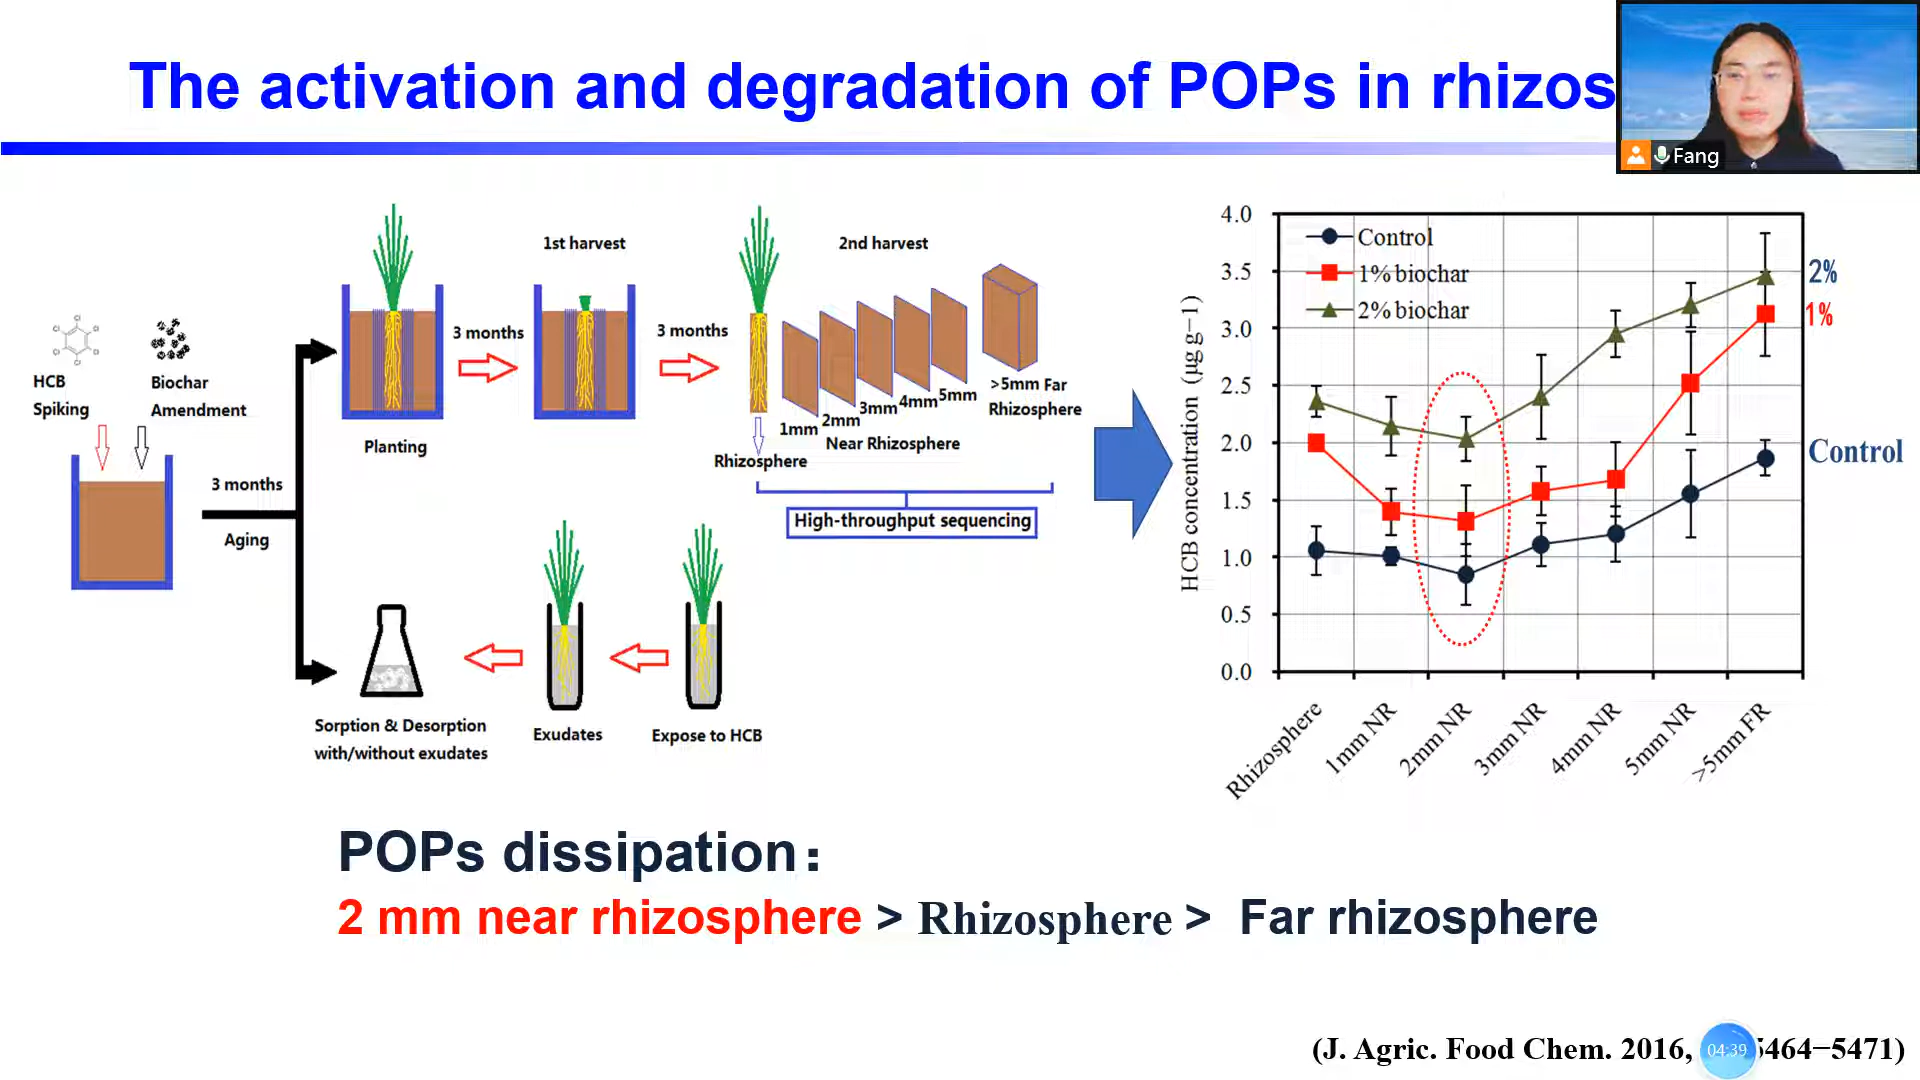 The activation and degradation of POPs in rhizos
Fang
HCB
Spiking
Biochar
Amendment
3 months
Aging
Planting
3 months
1st harvest
3 months
2nd harvest
1mm
2mm
3mm
4mm
5mm
>5mm Far
Rhizosphere
Near Rhizosphere
Rhizosphere
High-throughput sequencing
Sorption & Desorption
with/without exudates
Exudates
Expose to HCB
HCB concentration (μg g−1)
4.0
3.5
3.0
2.5
2.0
1.5
1.0
0.5
0.0
Control
1% biochar
2% biochar
2%
1%
Control
Rhizosphere
1mm NR
2mm NR
3mm NR
4mm NR
5mm NR
>5mm FR
POPs dissipation：
2 mm near rhizosphere > Rhizosphere > Far rhizosphere
(J. Agric. Food Chem. 2016, 5464−5471)
04:39